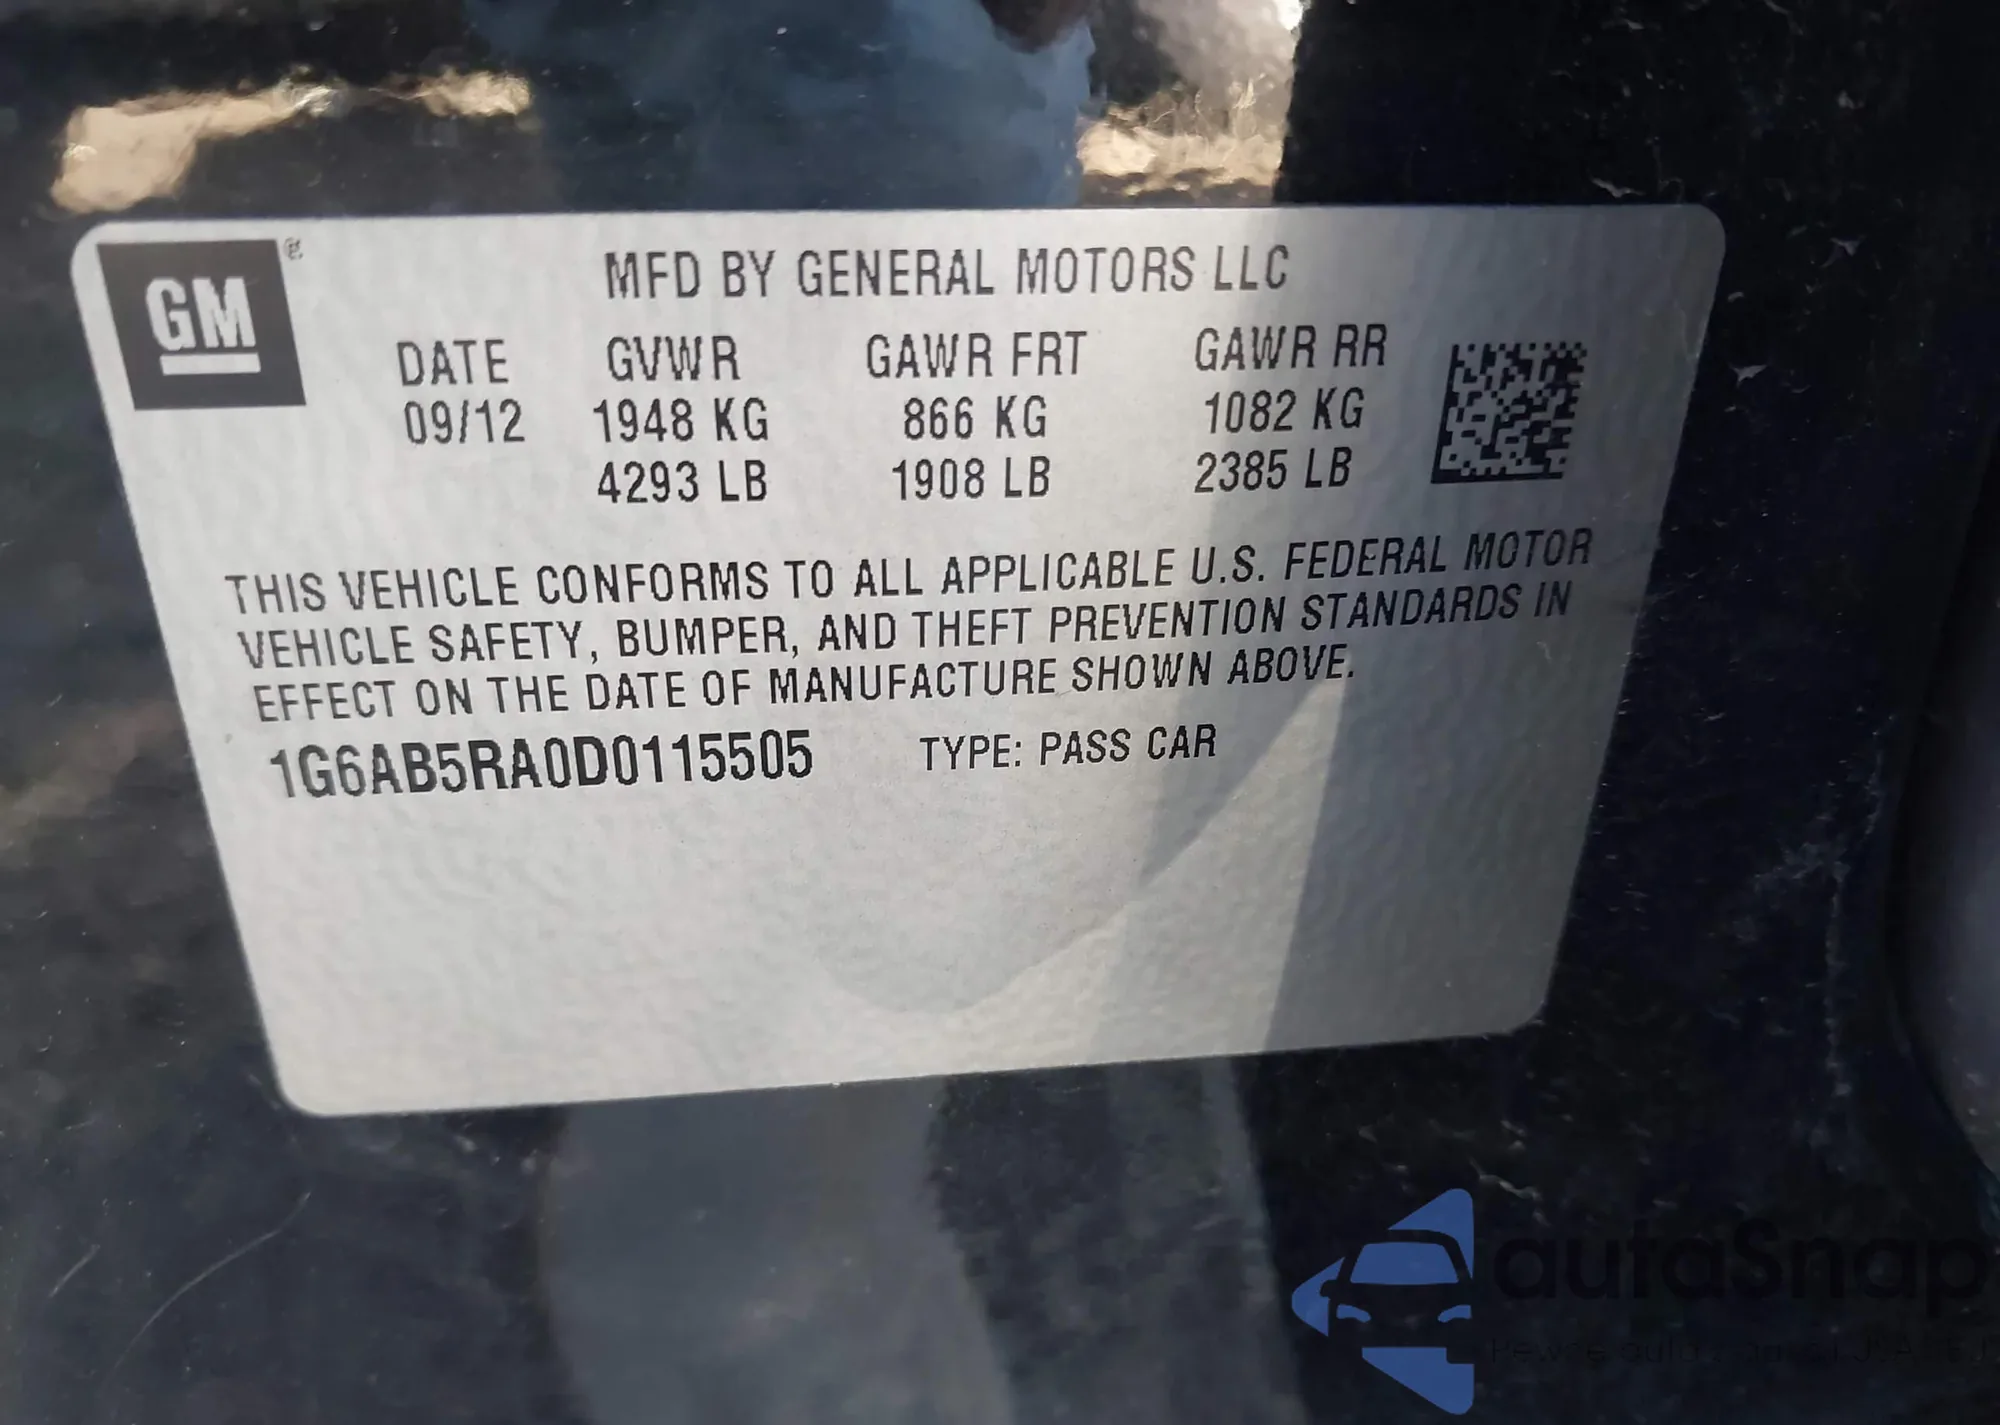 GM®
MFD BY GENERAL MOTORS LLC
DATE GVWR GAWR FRT GAWR RR
09/12 1948 KG 866 KG 1082 KG
4293 LB 1908 LB 2385 LB
THIS VEHICLE CONFORMS TO ALL APPLICABLE U.S. FEDERAL MOTOR
VEHICLE SAFETY, BUMPER, AND THEFT PREVENTION STANDARDS IN
EFFECT ON THE DATE OF MANUFACTURE SHOWN ABOVE.
1G6AB5RA0D0115505 TYPE: PASS CAR
autaSnap